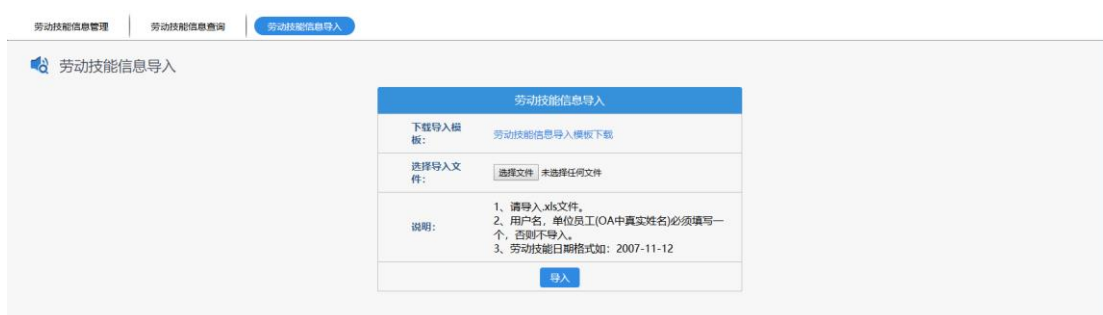 劳动技能信息管理 劳动技能信息查询 劳动技能信息导入
劳动技能信息导入
劳动技能信息导入
下载导入模
板：
劳动技能信息导入模板下载
选择导入文
件：
选择文件 未选择任何文件
说明：
1、请导入.xls文件。
2、用户名，单位员工(OA中真实姓名)必须填写一
个，否则不导入。
3、劳动技能日期格式如：2007-11-12
导入